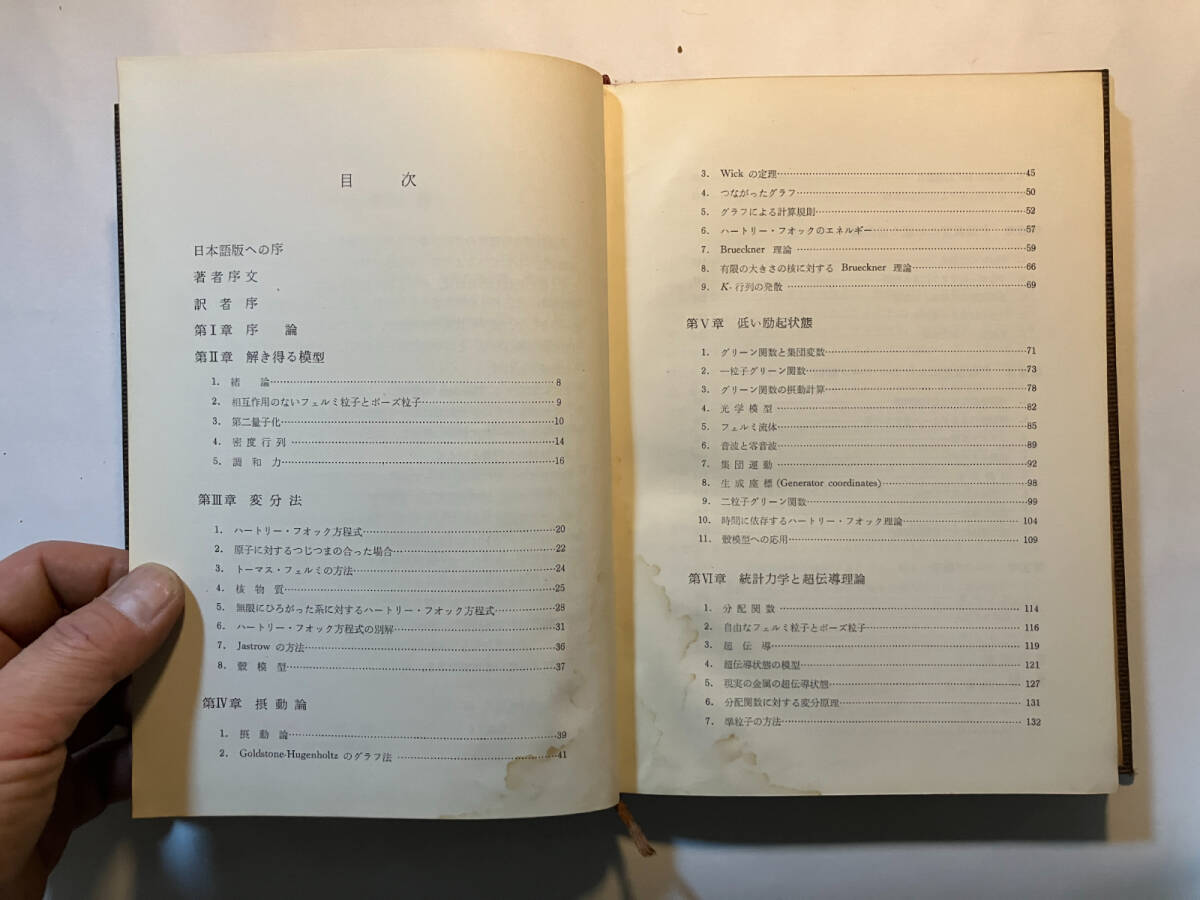 目 次
日本語版への序
著者序文
訳者序
第Ⅰ章 序論
第Ⅱ章 解き得る模型
1. 緒論……8
2. 相互作用のないフェルミ粒子とボーズ粒子……9
3. 第二量子化……10
4. 密度行列……14
5. 調和力……16
第Ⅲ章 変分法
1. ハートリー・フオック方程式……20
2. 原子に対するつじつまの合った場合……22
3. トーマス・フェルミの方法……24
4. 核物質……25
5. 無限にひろがった系に対するハートリー・フオック方程式……28
6. ハートリー・フオック方程式の別解……31
7. Jastrow の方法……36
8. 殻模型……37
第Ⅳ章 摂動論
1. 摂動論……39
2. Goldstone-Hugenholtz のグラフ法……41
3. Wick の定理……45
4. つながったグラフ……50
5. グラフによる計算規則……52
6. ハートリー・フオックのエネルギー……57
7. Brueckner 理論……59
8. 有限の大きさの核に対する Brueckner 理論……66
9. K-行列の発散……69
第Ⅴ章 低い励起状態
1. グリーン関数と集団変数……71
2. 一粒子グリーン関数……73
3. グリーン関数の摂動計算……78
4. 光学模型……82
5. フェルミ流体……85
6. 音波と零音波……89
7. 集団運動……92
8. 生成座標 (Generator coordinates)……98
9. 二粒子グリーン関数……99
10. 時間に依存するハートリー・フオック理論……104
11. 殻模型への応用……109
第Ⅵ章 統計力学と超伝導理論
1. 分配関数……114
2. 自由なフェルミ粒子とボーズ粒子……116
3. 超伝導……119
4. 超伝導状態の模型……121
5. 現実の金属の超伝導状態……127
6. 分配関数に対する変分原理……131
7. 準粒子の方法……132